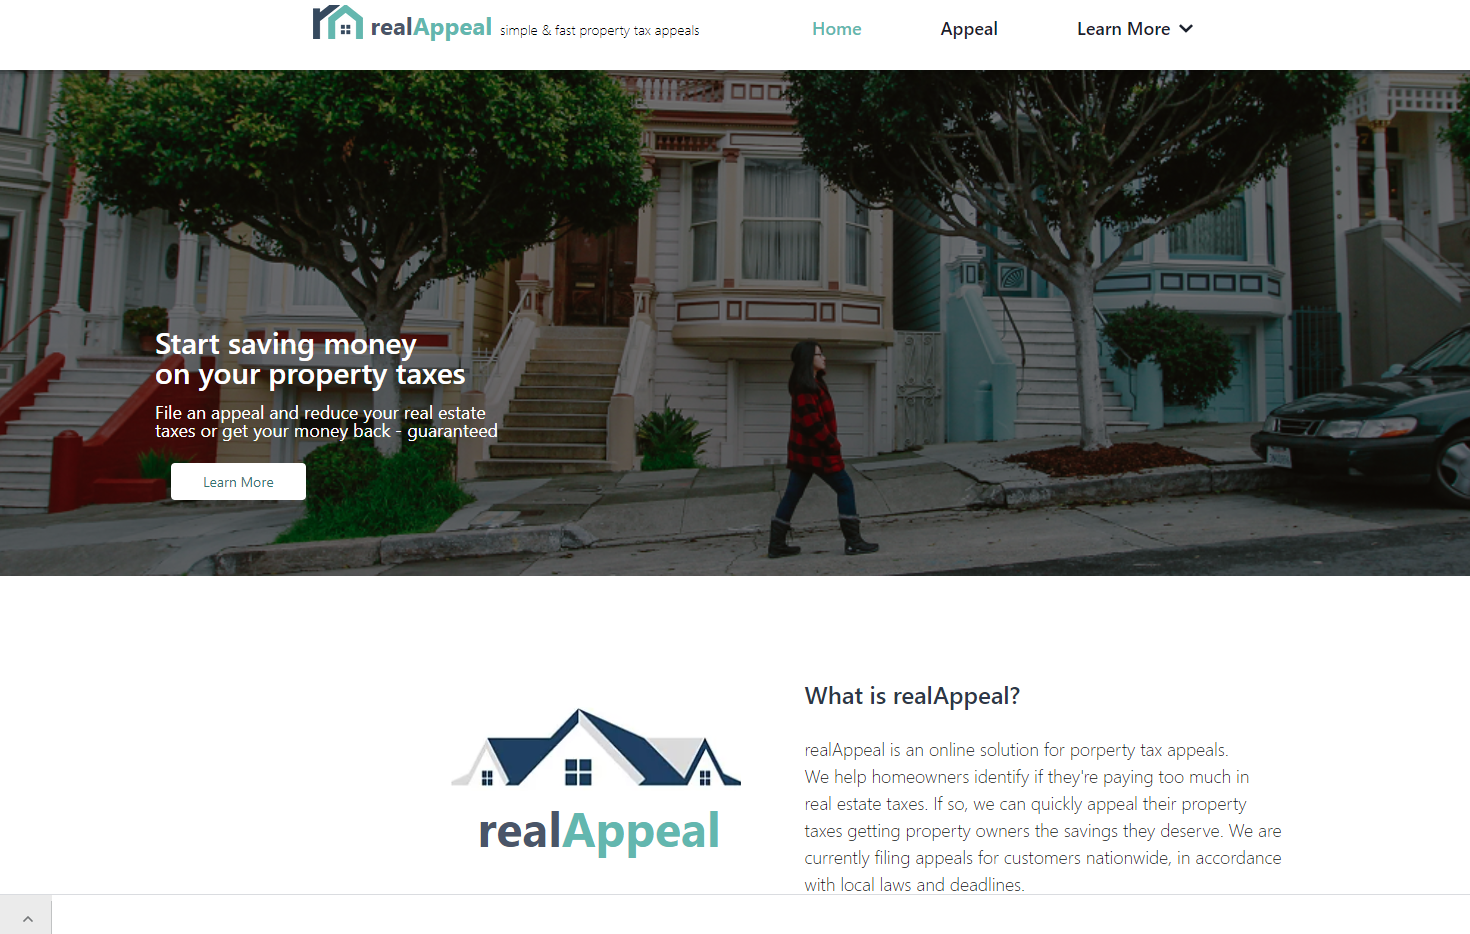 realAppeal simple & fast property tax appeals
Home Appeal Learn More
Start saving money
on your property taxes
File an appeal and reduce your real estate
taxes or get your money back - guaranteed
Learn More
What is realAppeal?
realAppeal is an online solution for porperty tax appeals.
We help homeowners identify if they're paying too much in
real estate taxes. If so, we can quickly appeal their property
taxes getting property owners the savings they deserve. We are
currently filing appeals for customers nationwide, in accordance
with local laws and deadlines.
realAppeal